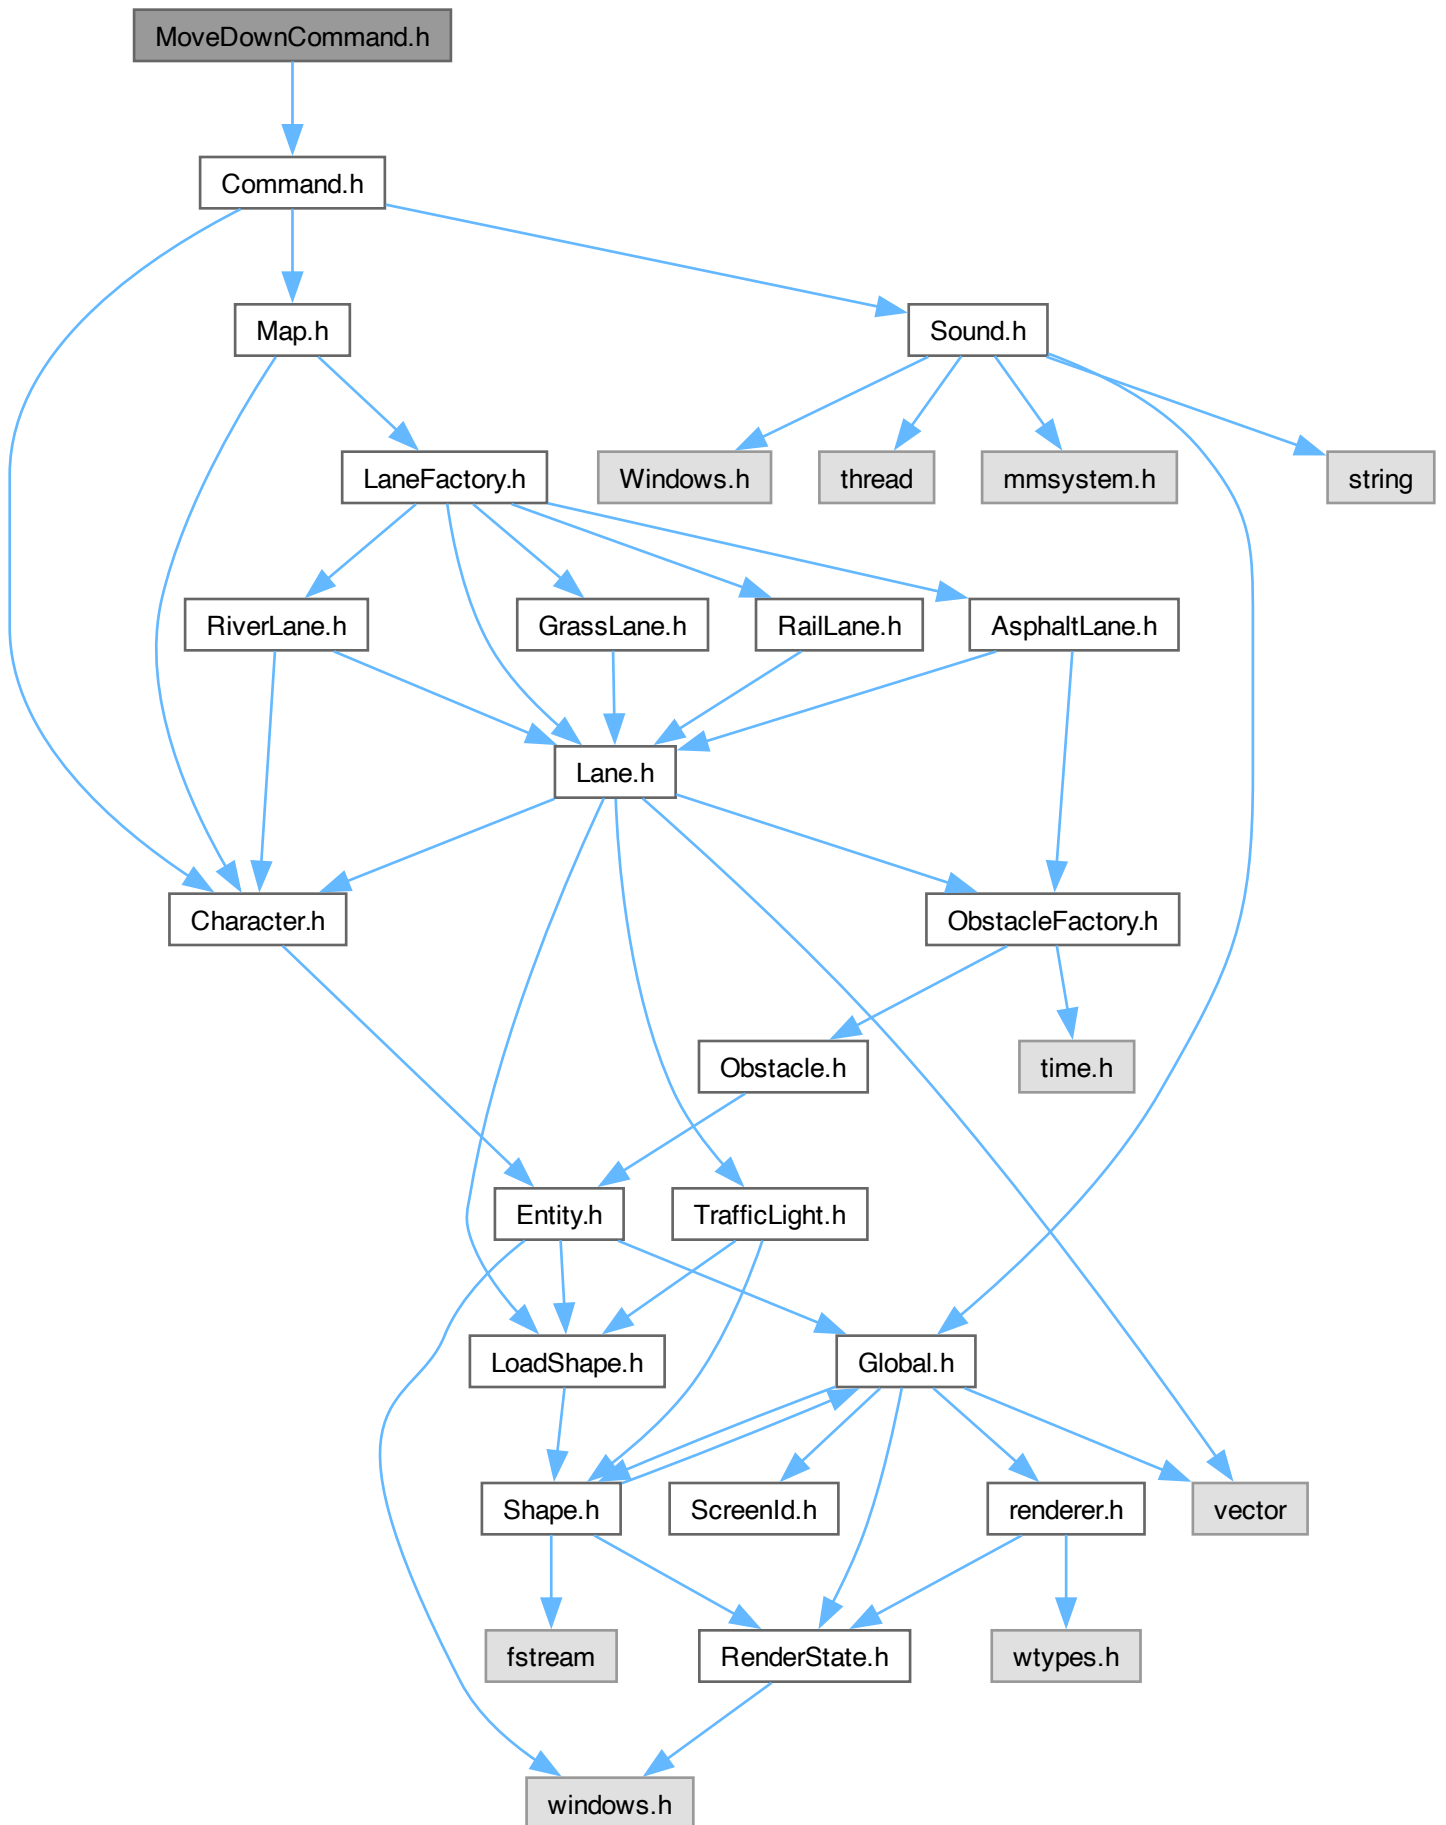 MoveDownCommand.h
Command.h
Map.h
Sound.h
LaneFactory.h
Windows.h
thread
mmsystem.h
string
RiverLane.h
GrassLane.h
RailLane.h
AsphaltLane.h
Lane.h
Character.h
ObstacleFactory.h
Obstacle.h
time.h
Entity.h
TrafficLight.h
LoadShape.h
Global.h
Shape.h
ScreenId.h
renderer.h
vector
fstream
RenderState.h
wtypes.h
windows.h